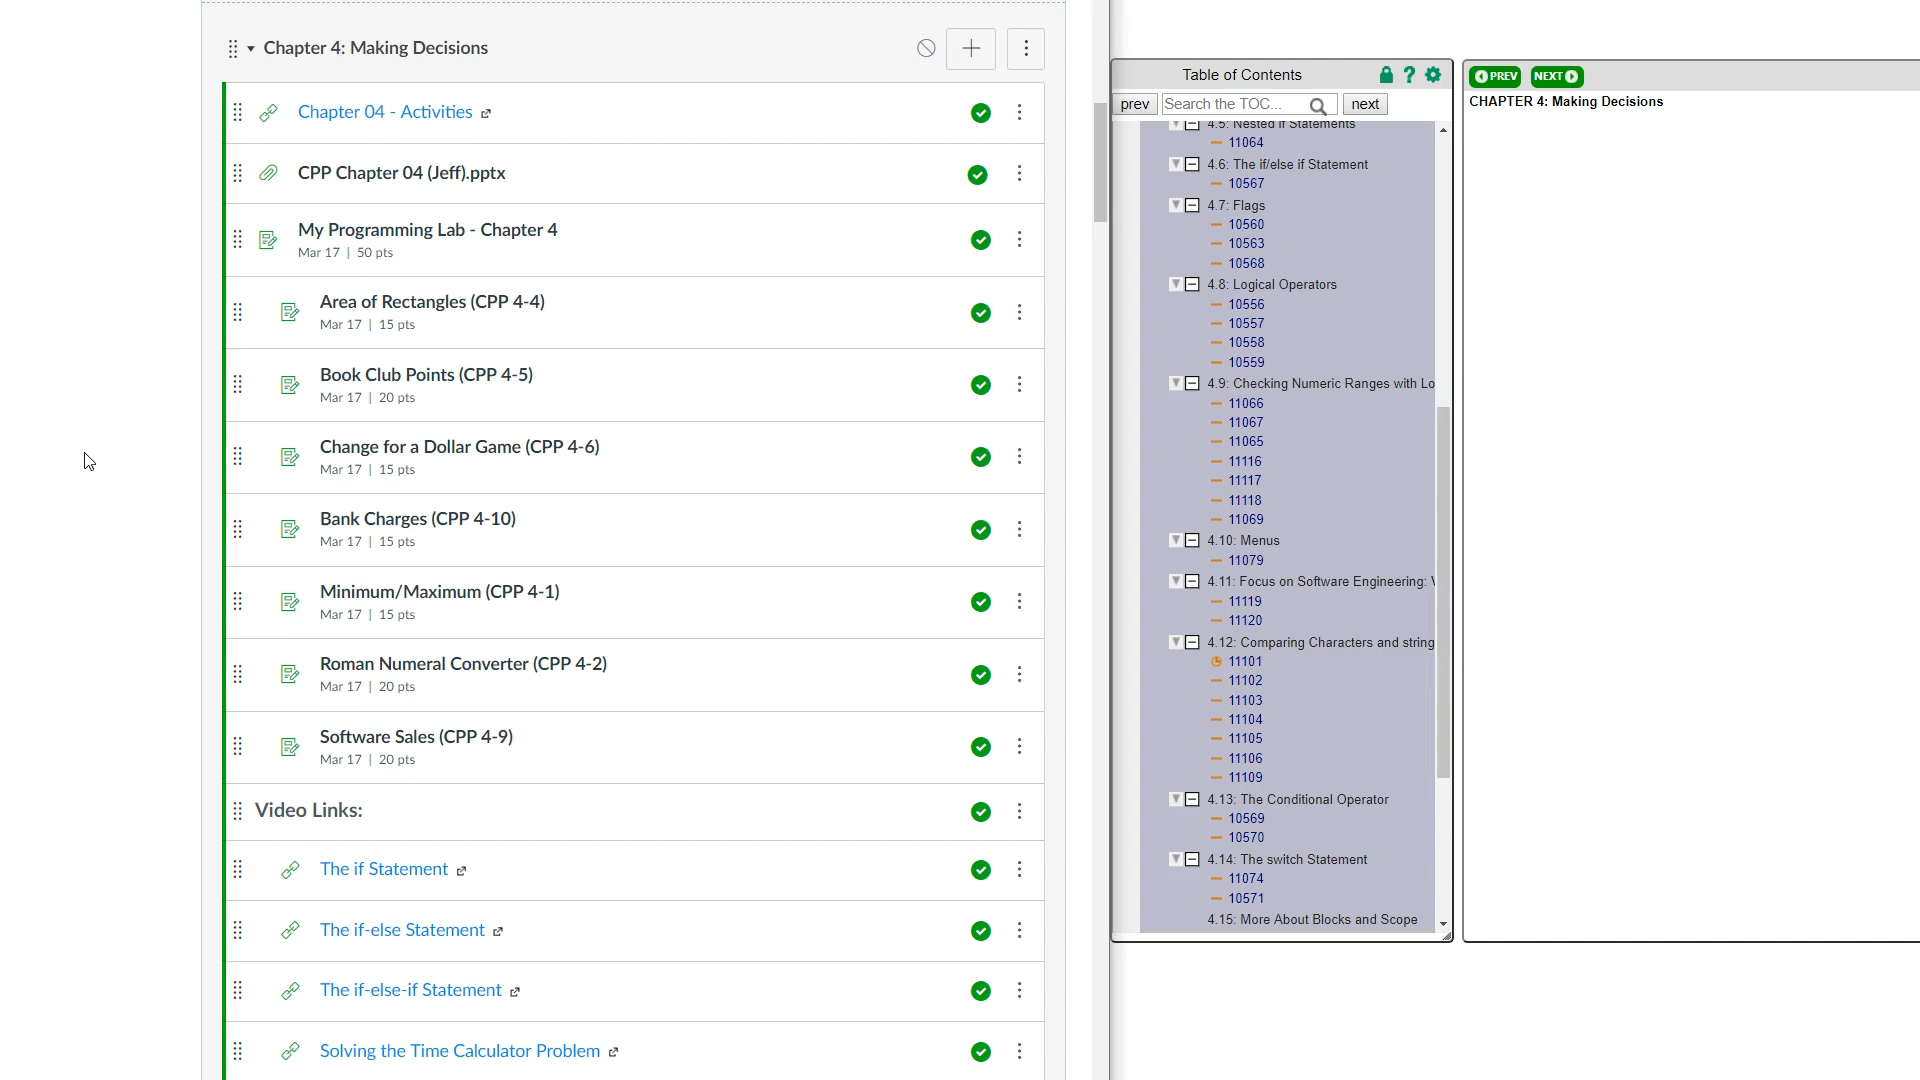 Chapter 4: Making Decisions
Chapter 04 - Activities
CPP Chapter 04 (Jeff).pptx
My Programming Lab - Chapter 4
Mar 17 | 50 pts
Area of Rectangles (CPP 4-4)
Mar 17 | 15 pts
Book Club Points (CPP 4-5)
Mar 17 | 20 pts
Change for a Dollar Game (CPP 4-6)
Mar 17 | 15 pts
Bank Charges (CPP 4-10)
Mar 17 | 15 pts
Minimum/Maximum (CPP 4-1)
Mar 17 | 15 pts
Roman Numeral Converter (CPP 4-2)
Mar 17 | 20 pts
Software Sales (CPP 4-9)
Mar 17 | 20 pts
Video Links:
The if Statement
The if-else Statement
The if-else-if Statement
Solving the Time Calculator Problem
Table of Contents
prev Search the TOC... next
4.5: Nested if Statements
11064
4.6: The if/else if Statement
10567
4.7: Flags
10560
10563
10568
4.8: Logical Operators
10556
10557
10558
10559
4.9: Checking Numeric Ranges with Lo
11066
11067
11065
11116
11117
11118
11069
4.10: Menus
11079
4.11: Focus on Software Engineering: V
11119
11120
4.12: Comparing Characters and string
11101
11102
11103
11104
11105
11106
11109
4.13: The Conditional Operator
10569
10570
4.14: The switch Statement
11074
10571
4.15: More About Blocks and Scope
PREV NEXT
CHAPTER 4: Making Decisions